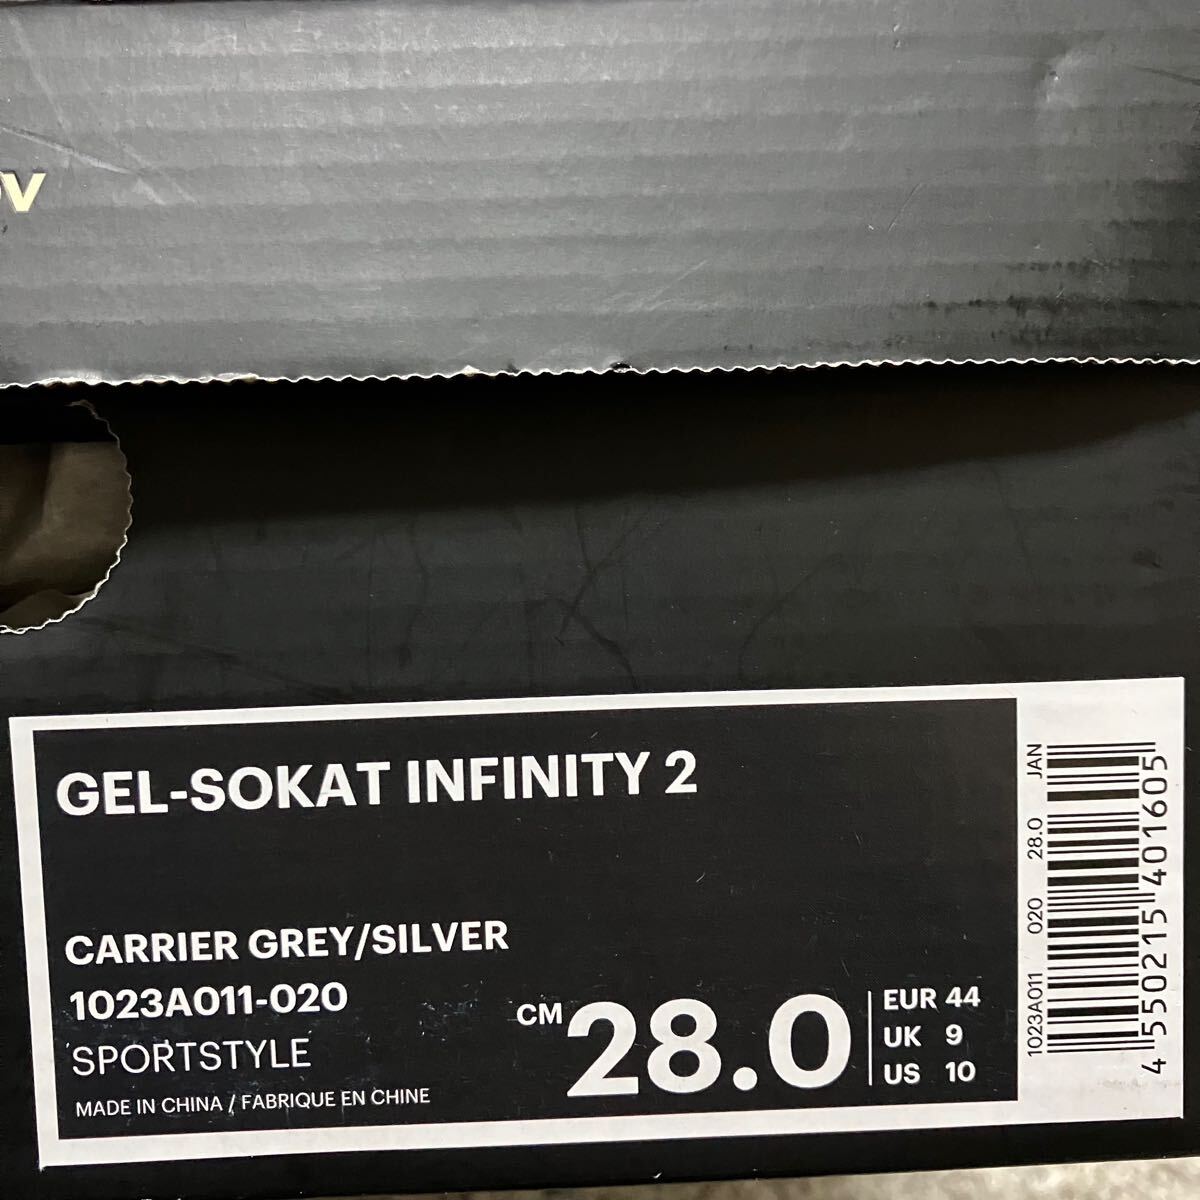 V
GEL-SOKAT INFINITY 2
CARRIER GREY/SILVER
1023A011-020
SPORTSTYLE
MADE IN CHINA / FABRIQUE EN CHINE
CM 28.0
EUR 44
UK 9
US 10
1023A011 020 28.0 JAN
4 550215 401605